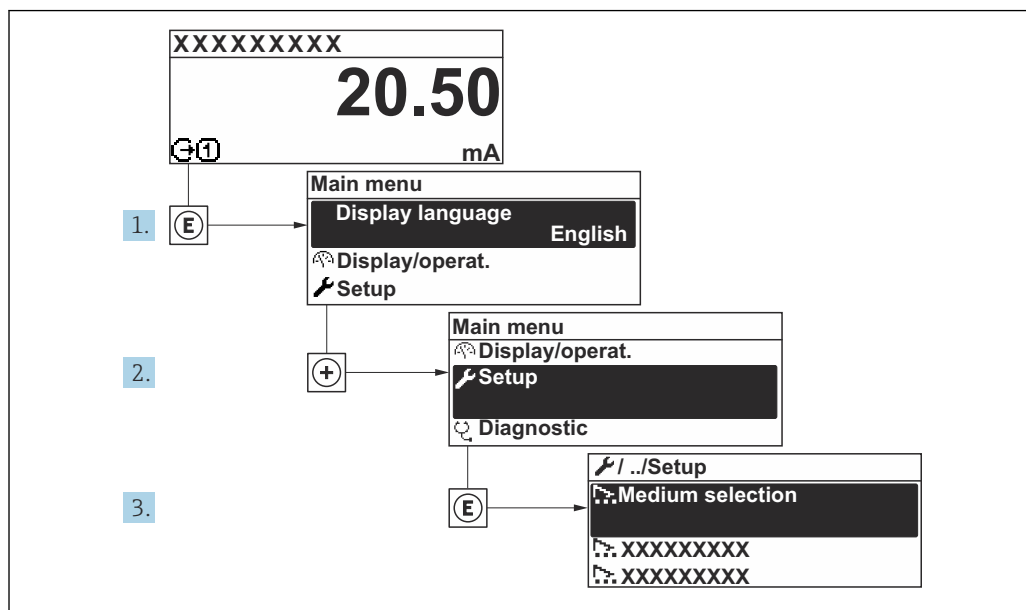 XXXXXXXXX
20.50
1 mA
Main menu
Display language
English
Display/operat.
Setup
1. E
Main menu
Display/operat.
Setup
Diagnostic
2. +
/ ../Setup
Medium selection
XXXXXXXXX
XXXXXXXXX
3. E